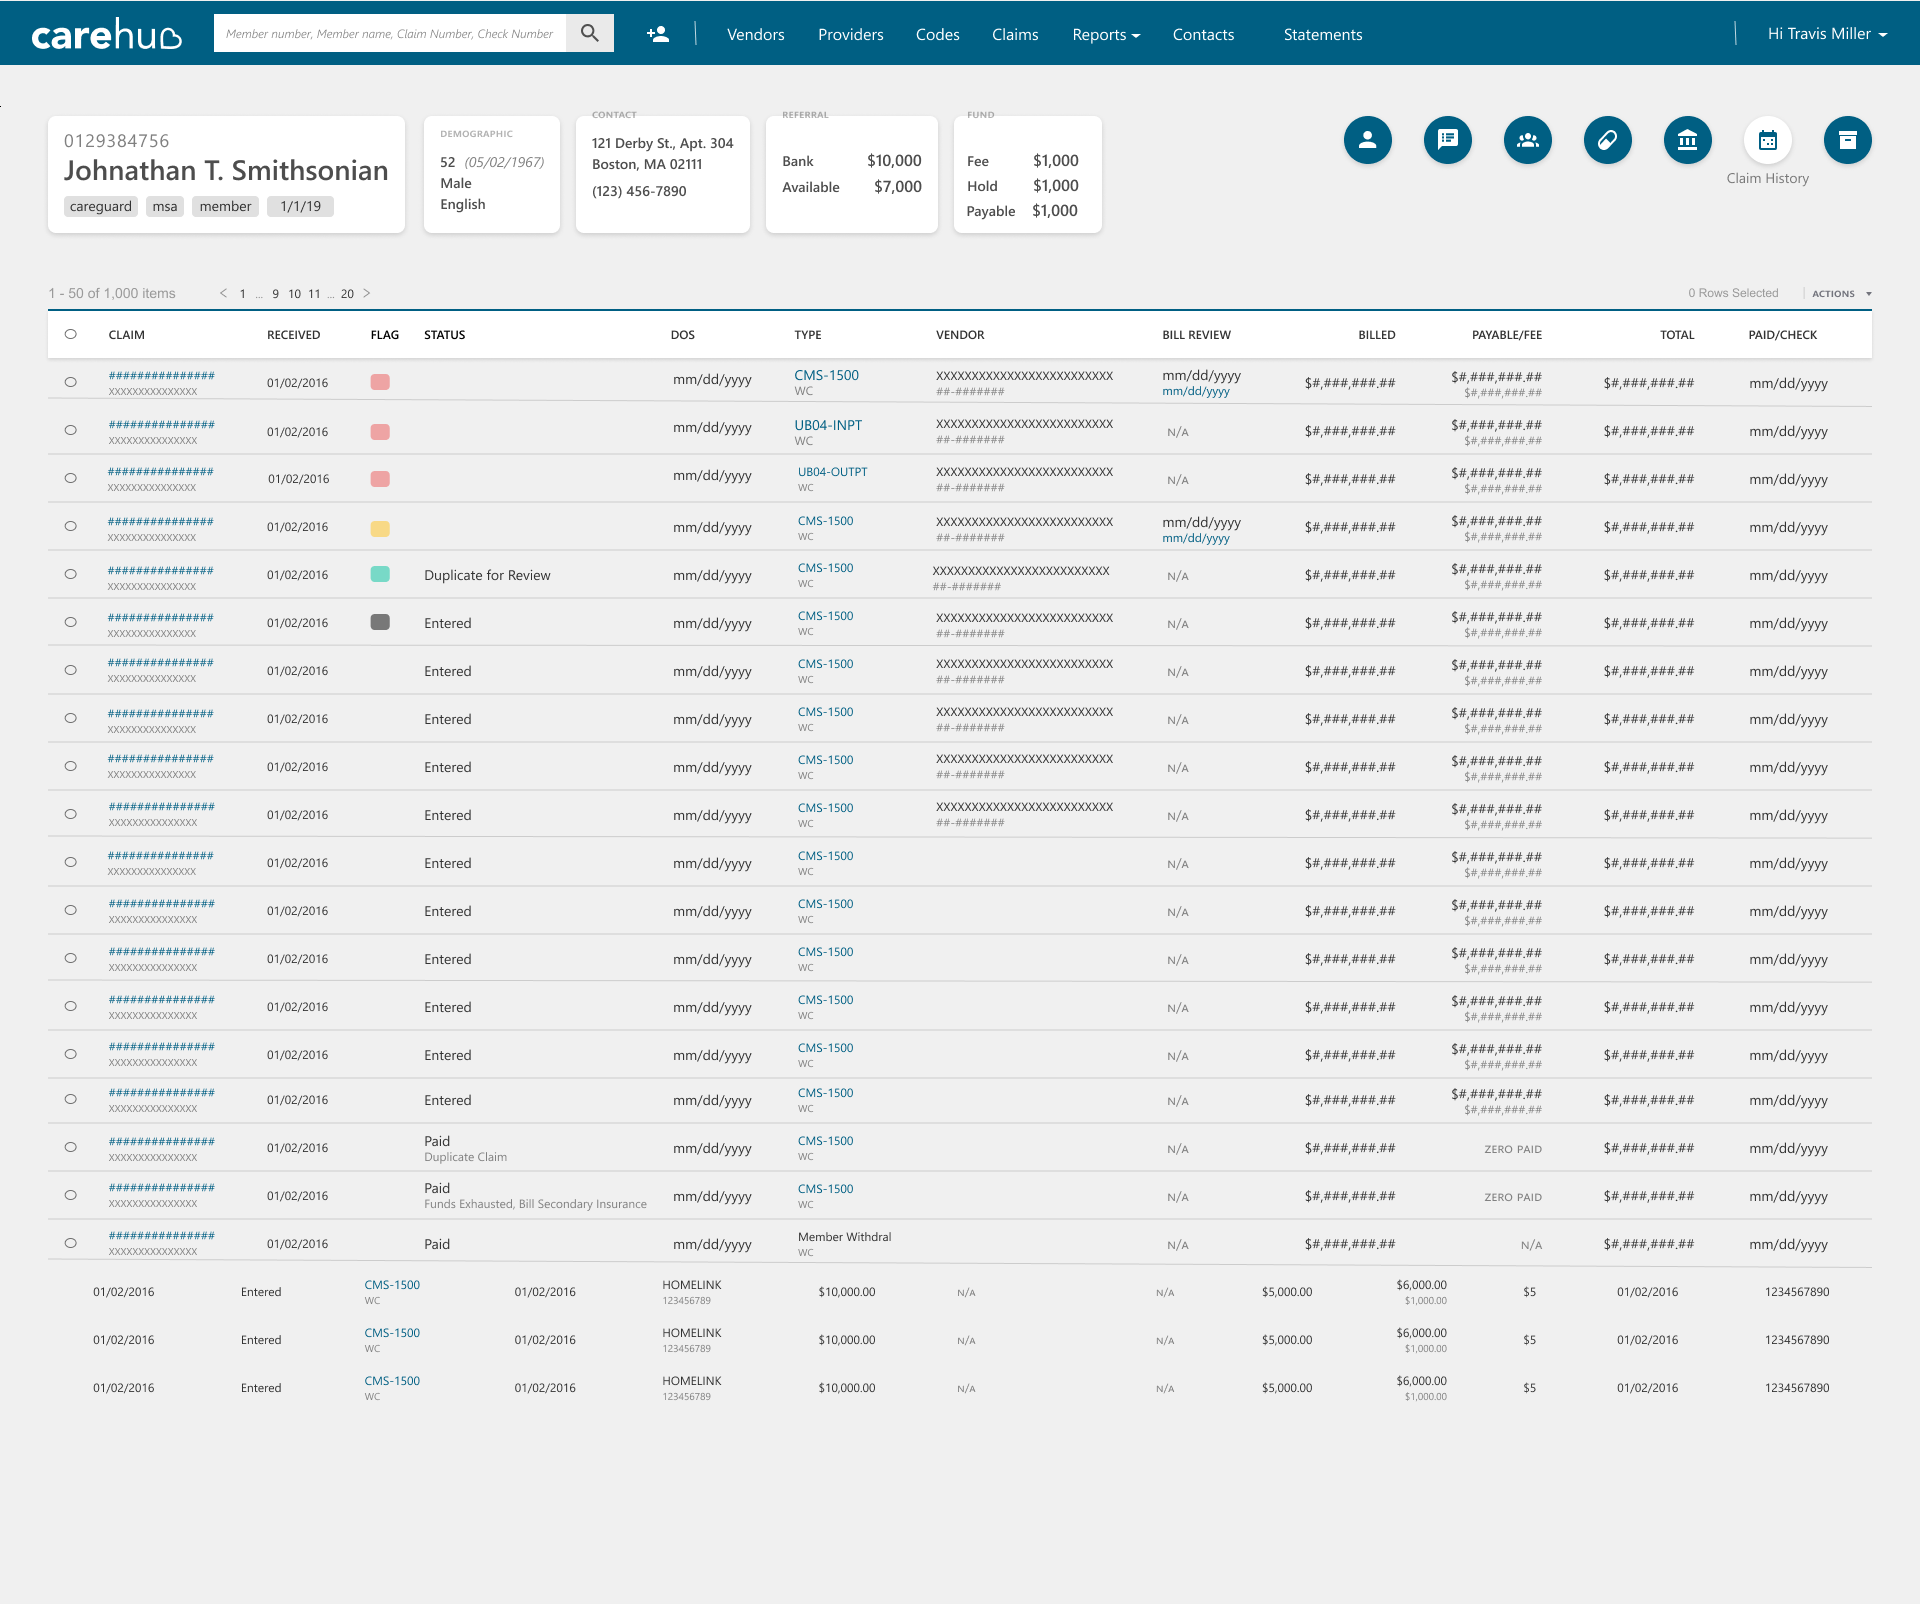 carehub Member number, Member name, Claim Number, Check Number Vendors Providers Codes Claims Reports Contacts Statements Hi Travis Miller
0129384756
Johnathan T. Smithsonian
careguard msa member 1/1/19
DEMOGRAPHIC
52 (05/02/1967)
Male
English
CONTACT
121 Derby St., Apt. 304
Boston, MA 02111
(123) 456-7890
REFERRAL
Bank $10,000
Available $7,000
FUND
Fee $1,000
Hold $1,000
Payable $1,000
Claim History
1 - 50 of 1,000 items < 1 ... 9 10 11 ... 20 > 0 Rows Selected ACTIONS
CLAIM RECEIVED FLAG STATUS DOS TYPE VENDOR BILL REVIEW BILLED PAYABLE/FEE TOTAL PAID/CHECK
############### 01/02/2016 mm/dd/yyyy CMS-1500 XXXXXXXXXXXXXXXXXXXXXXXXX mm/dd/yyyy $#,###,###.## $#,###,###.## $#,###,###.## mm/dd/yyyy
XXXXXXXXXXXXXXX WC ##-####### mm/dd/yyyy $#,###,###.##
############### 01/02/2016 mm/dd/yyyy UB04-INPT XXXXXXXXXXXXXXXXXXXXXXXXX N/A $#,###,###.## $#,###,###.## $#,###,###.## mm/dd/yyyy
XXXXXXXXXXXXXXX WC ##-####### $#,###,###.##
############### 01/02/2016 mm/dd/yyyy UB04-OUTPT XXXXXXXXXXXXXXXXXXXXXXXXX N/A $#,###,###.## $#,###,###.## $#,###,###.## mm/dd/yyyy
XXXXXXXXXXXXXXX WC ##-####### $#,###,###.##
############### 01/02/2016 mm/dd/yyyy CMS-1500 XXXXXXXXXXXXXXXXXXXXXXXXX mm/dd/yyyy $#,###,###.## $#,###,###.## $#,###,###.## mm/dd/yyyy
XXXXXXXXXXXXXXX WC ##-####### mm/dd/yyyy $#,###,###.##
############### 01/02/2016 Duplicate for Review mm/dd/yyyy CMS-1500 XXXXXXXXXXXXXXXXXXXXXXXXX N/A $#,###,###.## $#,###,###.## $#,###,###.## mm/dd/yyyy
XXXXXXXXXXXXXXX WC ##-####### $#,###,###.##
############### 01/02/2016 Entered mm/dd/yyyy CMS-1500 XXXXXXXXXXXXXXXXXXXXXXXXX N/A $#,###,###.## $#,###,###.## $#,###,###.## mm/dd/yyyy
XXXXXXXXXXXXXXX WC ##-####### $#,###,###.##
############### 01/02/2016 Entered mm/dd/yyyy CMS-1500 XXXXXXXXXXXXXXXXXXXXXXXXX N/A $#,###,###.## $#,###,###.## $#,###,###.## mm/dd/yyyy
XXXXXXXXXXXXXXX WC ##-####### $#,###,###.##
############### 01/02/2016 Entered mm/dd/yyyy CMS-1500 XXXXXXXXXXXXXXXXXXXXXXXXX N/A $#,###,###.## $#,###,###.## $#,###,###.## mm/dd/yyyy
XXXXXXXXXXXXXXX WC ##-####### $#,###,###.##
############### 01/02/2016 Entered mm/dd/yyyy CMS-1500 XXXXXXXXXXXXXXXXXXXXXXXXX N/A $#,###,###.## $#,###,###.## $#,###,###.## mm/dd/yyyy
XXXXXXXXXXXXXXX WC ##-####### $#,###,###.##
############### 01/02/2016 Entered mm/dd/yyyy CMS-1500 XXXXXXXXXXXXXXXXXXXXXXXXX N/A $#,###,###.## $#,###,###.## $#,###,###.## mm/dd/yyyy
XXXXXXXXXXXXXXX WC ##-####### $#,###,###.##
############### 01/02/2016 Entered mm/dd/yyyy CMS-1500 N/A $#,###,###.## $#,###,###.## $#,###,###.## mm/dd/yyyy
XXXXXXXXXXXXXXX WC $#,###,###.##
############### 01/02/2016 Entered mm/dd/yyyy CMS-1500 N/A $#,###,###.## $#,###,###.## $#,###,###.## mm/dd/yyyy
XXXXXXXXXXXXXXX WC $#,###,###.##
############### 01/02/2016 Entered mm/dd/yyyy CMS-1500 N/A $#,###,###.## $#,###,###.## $#,###,###.## mm/dd/yyyy
XXXXXXXXXXXXXXX WC $#,###,###.##
############### 01/02/2016 Entered mm/dd/yyyy CMS-1500 N/A $#,###,###.## $#,###,###.## $#,###,###.## mm/dd/yyyy
XXXXXXXXXXXXXXX WC $#,###,###.##
############### 01/02/2016 Entered mm/dd/yyyy CMS-1500 N/A $#,###,###.## $#,###,###.## $#,###,###.## mm/dd/yyyy
XXXXXXXXXXXXXXX WC $#,###,###.##
############### 01/02/2016 Entered mm/dd/yyyy CMS-1500 N/A $#,###,###.## $#,###,###.## $#,###,###.## mm/dd/yyyy
XXXXXXXXXXXXXXX WC $#,###,###.##
############### 01/02/2016 Paid mm/dd/yyyy CMS-1500 N/A $#,###,###.## ZERO PAID $#,###,###.## mm/dd/yyyy
XXXXXXXXXXXXXXX Duplicate Claim WC
############### 01/02/2016 Paid mm/dd/yyyy CMS-1500 N/A $#,###,###.## ZERO PAID $#,###,###.## mm/dd/yyyy
XXXXXXXXXXXXXXX Funds Exhausted, Bill Secondary Insurance WC
############### 01/02/2016 Paid mm/dd/yyyy Member Withdral N/A $#,###,###.## N/A $#,###,###.## mm/dd/yyyy
XXXXXXXXXXXXXXX WC
01/02/2016 Entered CMS-1500 01/02/2016 HOMELINK $10,000.00 N/A N/A $5,000.00 $6,000.00 $5 01/02/2016 1234567890
WC 123456789 $1,000.00
01/02/2016 Entered CMS-1500 01/02/2016 HOMELINK $10,000.00 N/A N/A $5,000.00 $6,000.00 $5 01/02/2016 1234567890
WC 123456789 $1,000.00
01/02/2016 Entered CMS-1500 01/02/2016 HOMELINK $10,000.00 N/A N/A $5,000.00 $6,000.00 $5 01/02/2016 1234567890
WC 123456789 $1,000.00